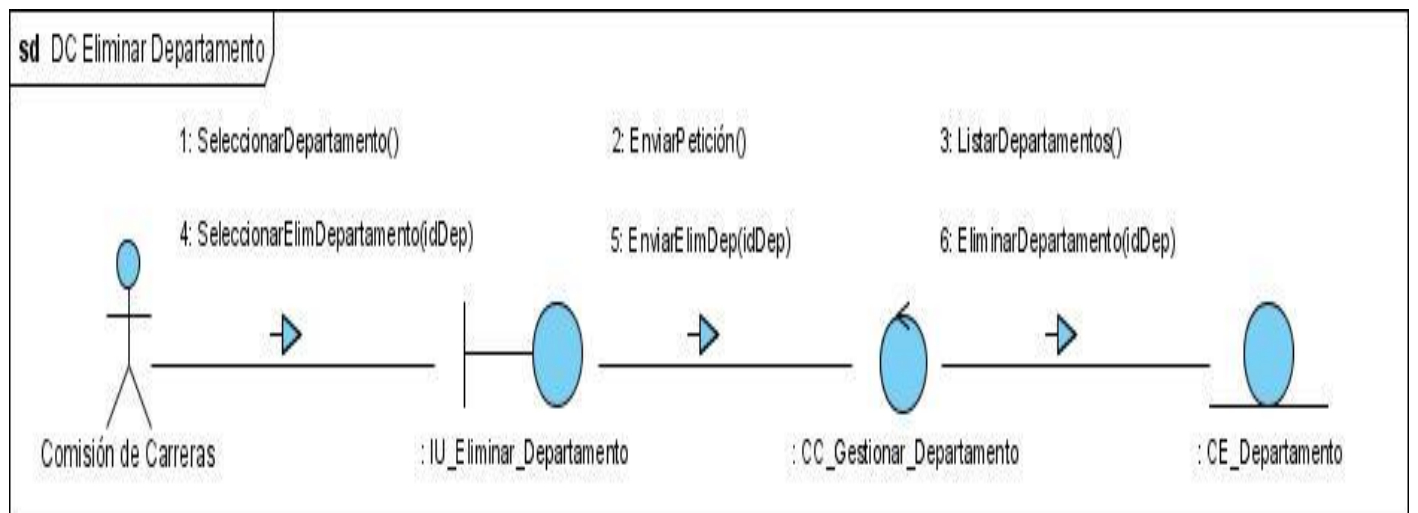 sd DC Eliminar Departamento
1: SeleccionarDepartamento()
2: EnviarPetición()
3: ListarDepartamentos()
4: SeleccionarElimDepartamento(idDep)
5: EnviarElimDep(idDep)
6: EliminarDepartamento(idDep)
Comisión de Carreras
: IU_Eliminar_Departamento
: CC_Gestionar_Departamento
: CE_Departamento